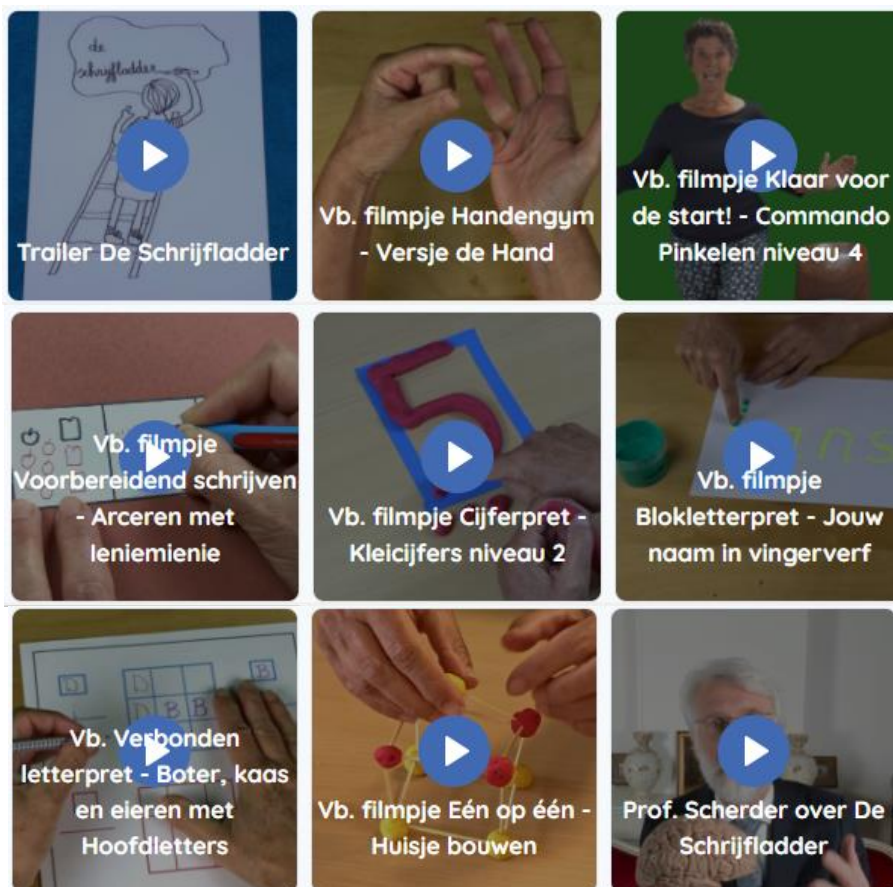 de
schrijfladder
Trailer De Schrijfladder
Vb. filmpje Handengym
- Versje de Hand
Vb. filmpje Klaar voor
de start! - Commando
Pinkelen niveau 4
Vb. filmpje
Voorbereidend schrijven
- Arceren met
Ieniemienie
5
Vb. filmpje Cijferpret -
Kleicijfers niveau 2
ns
Vb. filmpje
Blokletterpret - Jouw
naam in vingerverf
D
D
B
D B B
Vb. Verbonden
letterpret - Boter, kaas
en eieren met
Hoofdletters
Vb. filmpje Eén op één -
Huisje bouwen
Prof. Scherder over De
Schrijfladder